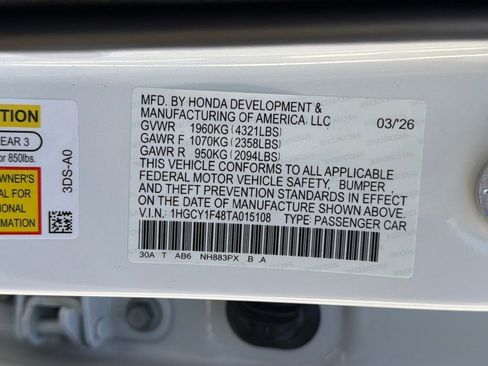 TION
EAR 3
r 850lbs.
WNER'S
AL FOR
IONAL
MATION
3DS-A0
MFD. BY HONDA DEVELOPMENT &
MANUFACTURING OF AMERICA, LLC 03/'26
GVWR 1960KG (4321LBS)
GAWR F 1070KG (2358LBS)
GAWR R 950KG (2094LBS)
THIS VEHICLE CONFORMS TO ALL APPLICABLE
FEDERAL MOTOR VEHICLE SAFETY, BUMPER,
AND THEFT PREVENTION STANDARDS IN EFFECT
ON THE DATE OF MANUFACTURE SHOWN ABOVE.
V.I.N.: 1HGCY1F48TA015108 TYPE: PASSENGER CAR
30A T AB6 NH883PX .B .A